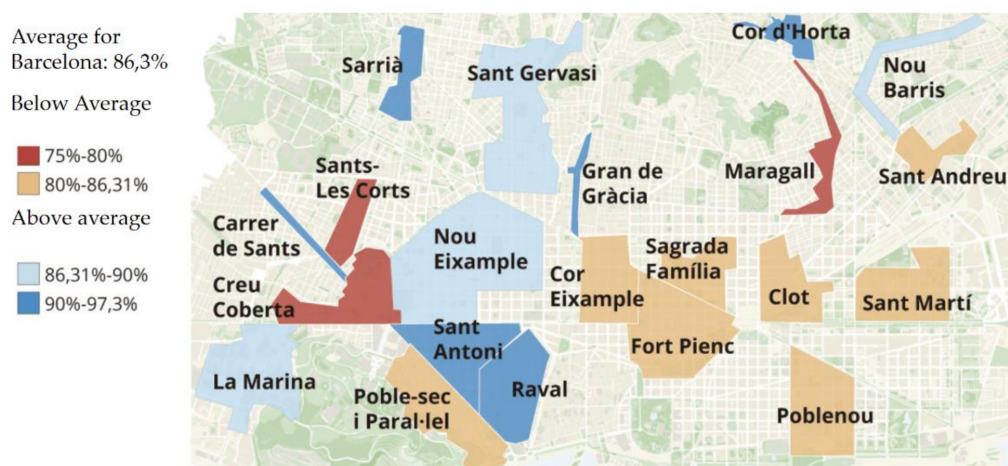 Average for
Barcelona: 86,3%
Below Average
75%-80%
80%-86,31%
Above average
86,31%-90%
90%-97,3%
Sarrià
Sant Gervasi
Cor d'Horta
Nou
Barris
Sants-
Les Corts
Gran de
Gràcia
Maragall
Sant Andreu
Carrer
de Sants
Nou
Eixample
Sagrada
Família
Creu
Coberta
Cor
Eixample
Clot
Sant Martí
Sant
Antoni
Fort Pienc
La Marina
Poble-sec
i Paral·lel
Raval
Poblenou